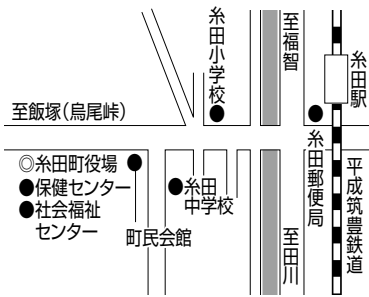 糸田小学校
至福智
糸田駅
至飯塚(烏尾峠)
◎糸田町役場
●保健センター
●社会福祉
センター
町民会館
糸田
中学校
至田川
糸田郵便局
平成筑豊鉄道